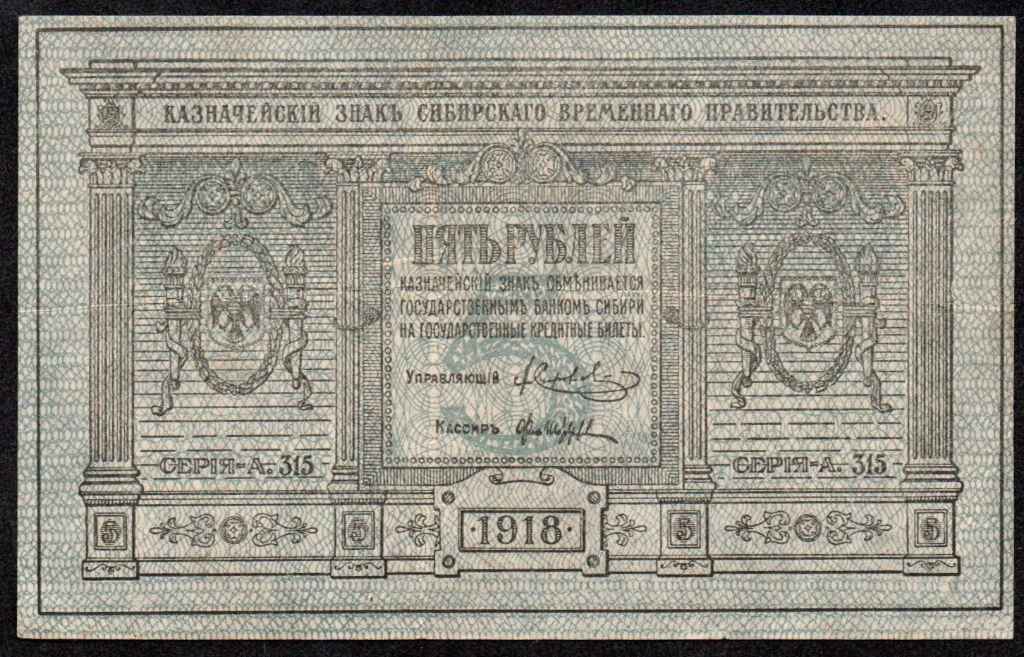 КАЗНАЧЕЙСКІЙ ЗНАКЪ СИБИРСКАГО ВРЕМЕННАГО ПРАВИТЕЛЬСТВА.
ПЯТЬ РУБЛЕЙ
КАЗНАЧЕЙСКІЙ ЗНАКЪ ОБМѢНИВАЕТСЯ
ГОСУДАРСТВЕННЫМЪ БАНКОМЪ СИБИРИ
НА ГОСУДАРСТВЕННЫЕ КРЕДИТНЫЕ БИЛЕТЫ.
УПРАВЛЯЮЩІЙ
КАССИРЪ
СЕРІЯ-А. 315
СЕРІЯ-А. 315
5
5
·1918·
5
5